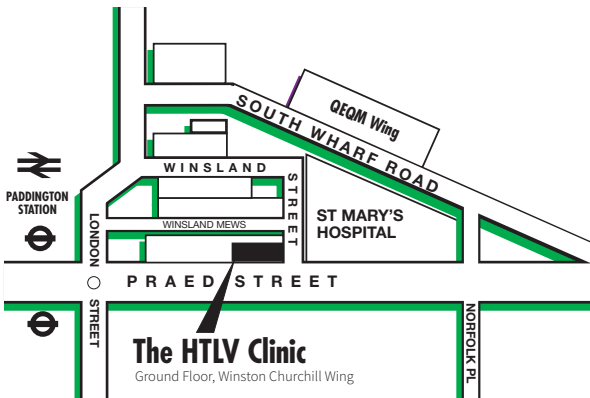 QEQM Wing
SOUTH WHARF ROAD
WINSLAND
STREET
PADDINGTON
STATION
ST MARY'S
HOSPITAL
WINSLAND MEWS
LONDON
STREET
PRAED STREET
NORFOLK PL
The HTLV Clinic
Ground Floor, Winston Churchill Wing